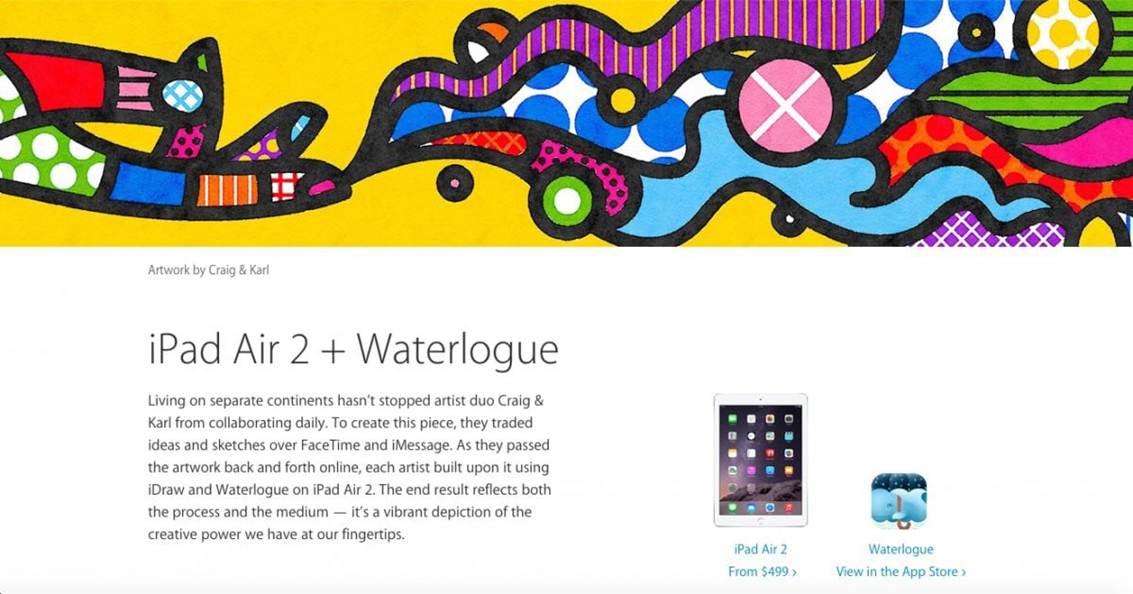 Artwork by Craig & Karl
iPad Air 2 + Waterlogue
Living on separate continents hasn’t stopped artist duo Craig &
Karl from collaborating daily. To create this piece, they traded
ideas and sketches over FaceTime and iMessage. As they passed
the artwork back and forth online, each artist built upon it using
iDraw and Waterlogue on iPad Air 2. The end result reflects both
the process and the medium — it’s a vibrant depiction of the
creative power we have at our fingertips.
iPad Air 2
From $499 ›
Waterlogue
View in the App Store ›